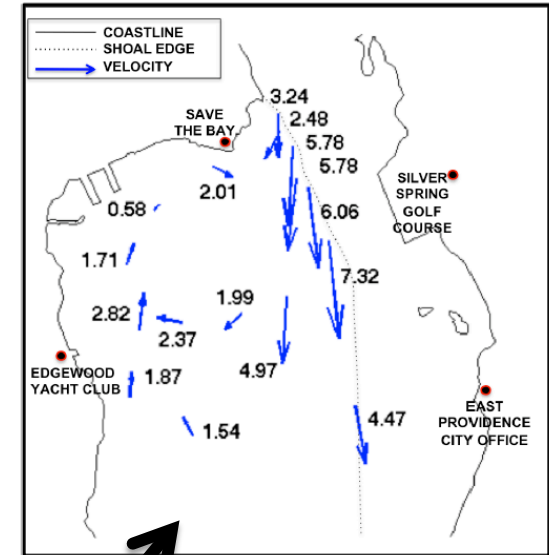 COASTLINE
SHOAL EDGE
VELOCITY
3.24
SAVE
THE BAY
2.48
5.78
5.78
SILVER
SPRING
GOLF
COURSE
2.01
0.58
6.06
1.71
7.32
2.82
1.99
2.37
EDGEWOOD
YACHT CLUB
1.87
4.97
4.47
EAST
PROVIDENCE
CITY OFFICE
1.54